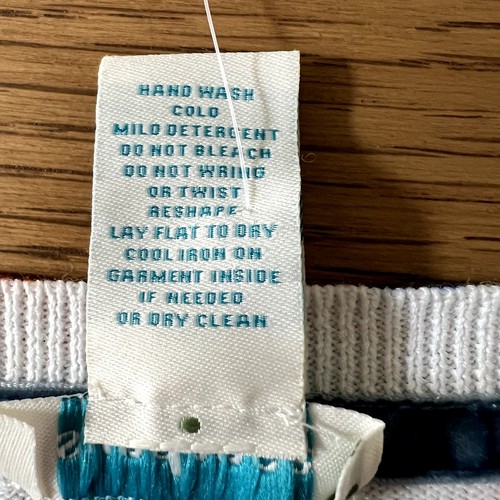 HAND WASH
COLD
MILD DETERGENT
DO NOT BLEACH
DO NOT WRING
OR TWIST
RESHAPE
LAY FLAT TO DRY
COOL IRON ON
GARMENT INSIDE
IF NEEDED
OR DRY CLEAN